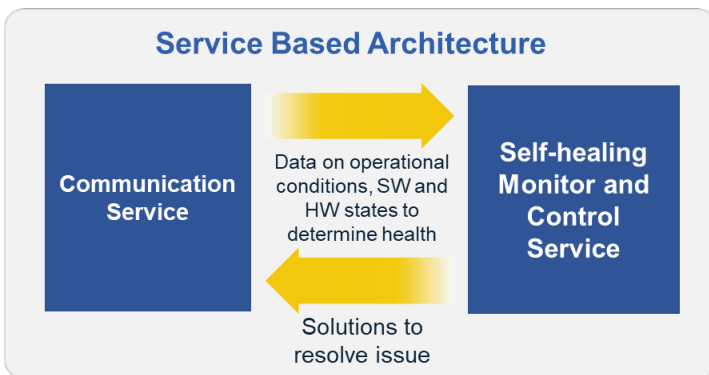 Service Based Architecture
Communication
Service
Data on operational
conditions, SW and
HW states to
determine health
Self-healing
Monitor and
Control
Service
Solutions to
resolve issue